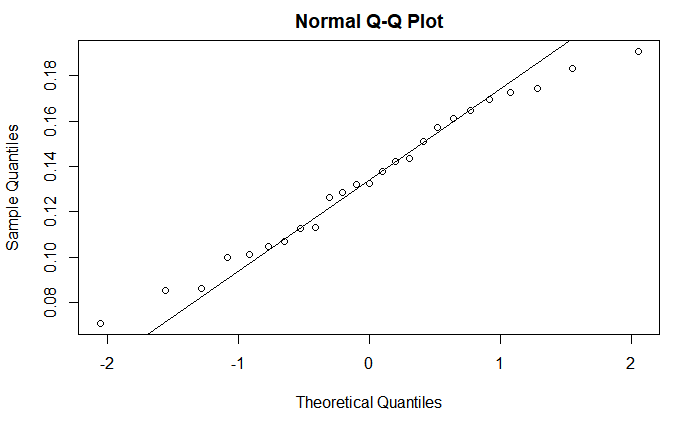 Normal Q-Q Plot
Sample Quantiles
0.18
0.16
0.14
0.12
0.10
0.08
-2 -1 0 1 2
Theoretical Quantiles